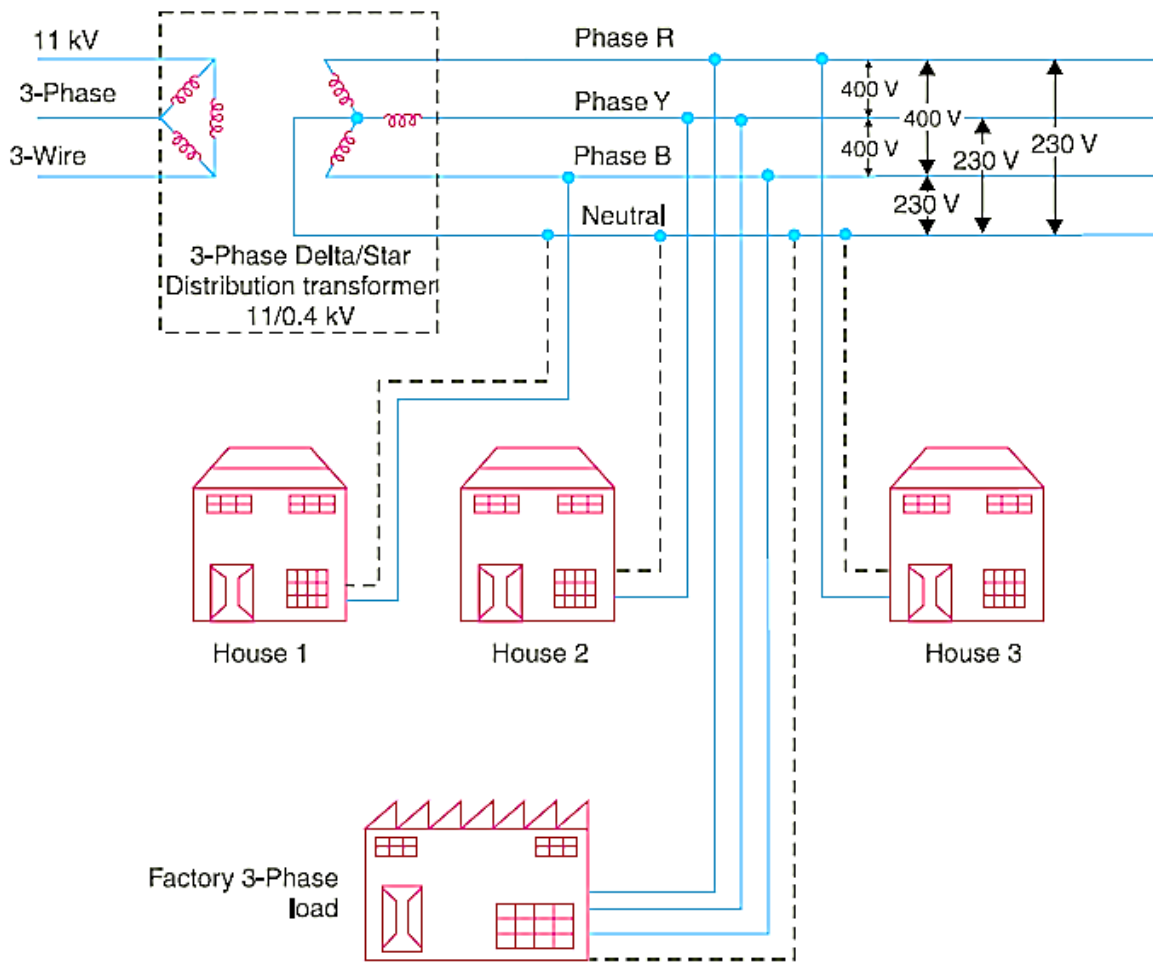 11 kV
3-Phase
3-Wire
3-Phase Delta/Star
Distribution transformer
11/0.4 kV
Phase R
Phase Y
Phase B
Neutral
400 V
400 V
400 V
230 V
230 V
230 V
House 1
House 2
House 3
Factory 3-Phase
load